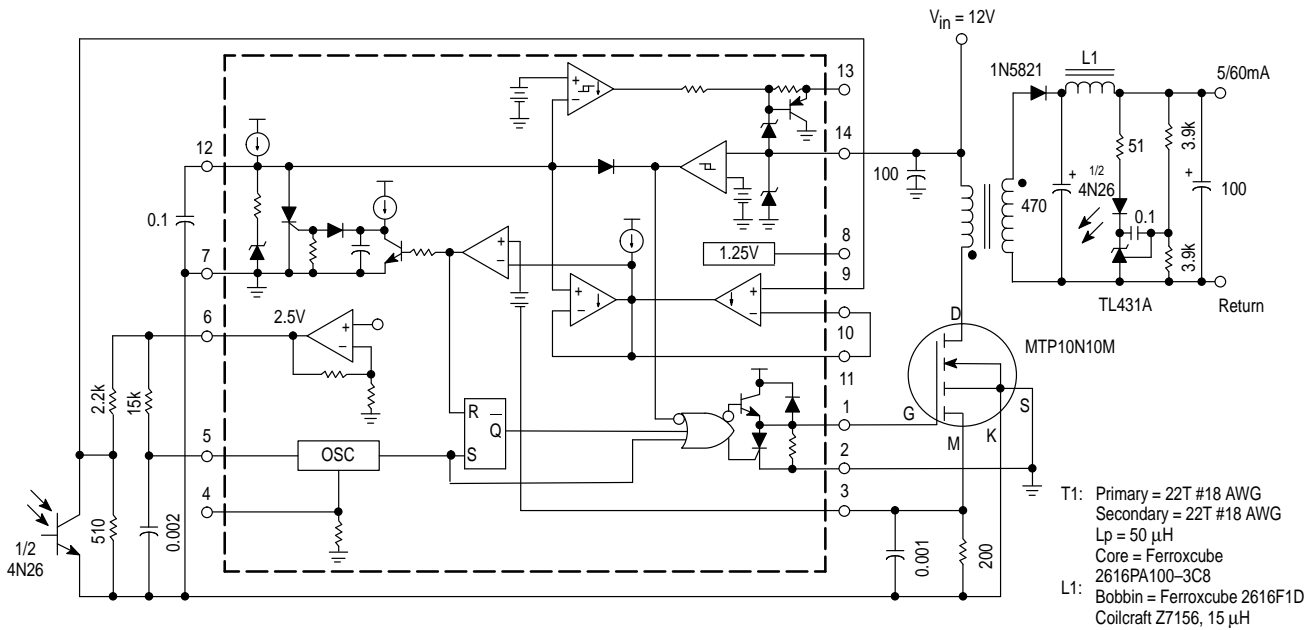 Vin = 12V
L1
1N5821
5/60mA
13
14
12
100
51
3.9k
+ 1/2
4N26
470
+
100
0.1
0.1
3.9k
TL431A
Return
7
8
1.25V
9
+
–
+
–
+
–
+
–
6
2.5V
+
–
10
D
MTP10N10M
11
2.2k
15k
R
Q
S
1
G
S
M
K
5
OSC
2
4
3
510
0.002
1/2
4N26
0.001
200
T1: Primary = 22T #18 AWG
Secondary = 22T #18 AWG
Lp = 50 μH
Core = Ferroxcube
2616PA100–3C8
L1: Bobbin = Ferroxcube 2616F1D
Coilcraft Z7156, 15 μH